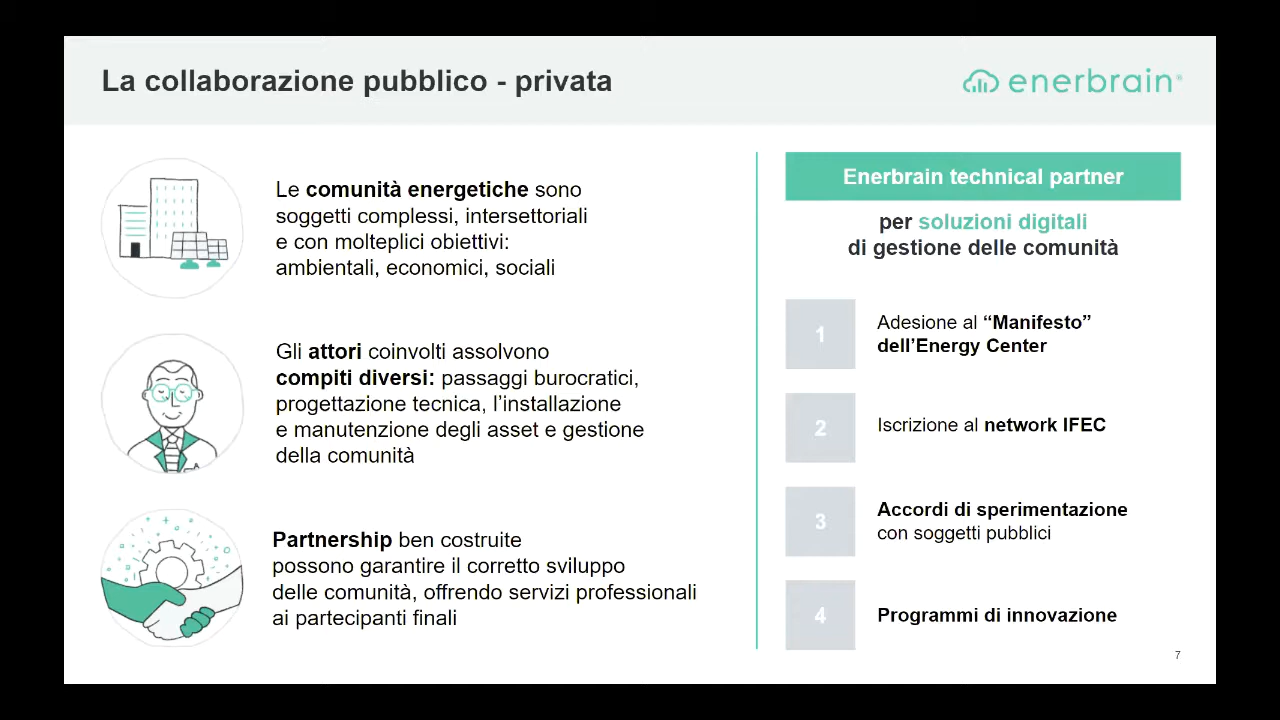 La collaborazione pubblico - privata
enerbrain®
Le comunità energetiche sono
soggetti complessi, intersettoriali
e con molteplici obiettivi:
ambientali, economici, sociali
Gli attori coinvolti assolvono
compiti diversi: passaggi burocratici,
progettazione tecnica, l’installazione
e manutenzione degli asset e gestione
della comunità
Partnership ben costruite
possono garantire il corretto sviluppo
delle comunità, offrendo servizi professionali
ai partecipanti finali
Enerbrain technical partner
per soluzioni digitali
di gestione delle comunità
1
Adesione al “Manifesto”
dell’Energy Center
2
Iscrizione al network IFEC
3
Accordi di sperimentazione
con soggetti pubblici
4
Programmi di innovazione
7